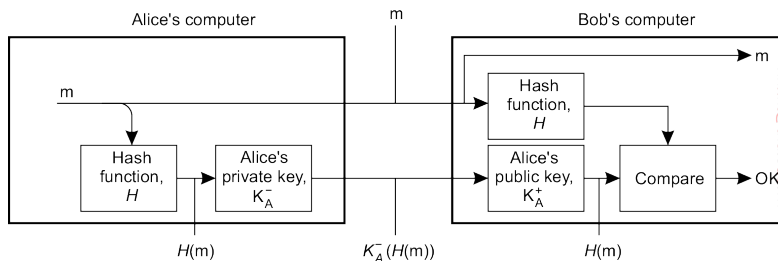 Alice's computer
m
Bob's computer
m
m
Hash
function,
H
Hash
function,
H
Alice's
private key,
K_A^-
Alice's
public key,
K_A^+
Compare
OK
H(m)
K_A^-(H(m))
H(m)